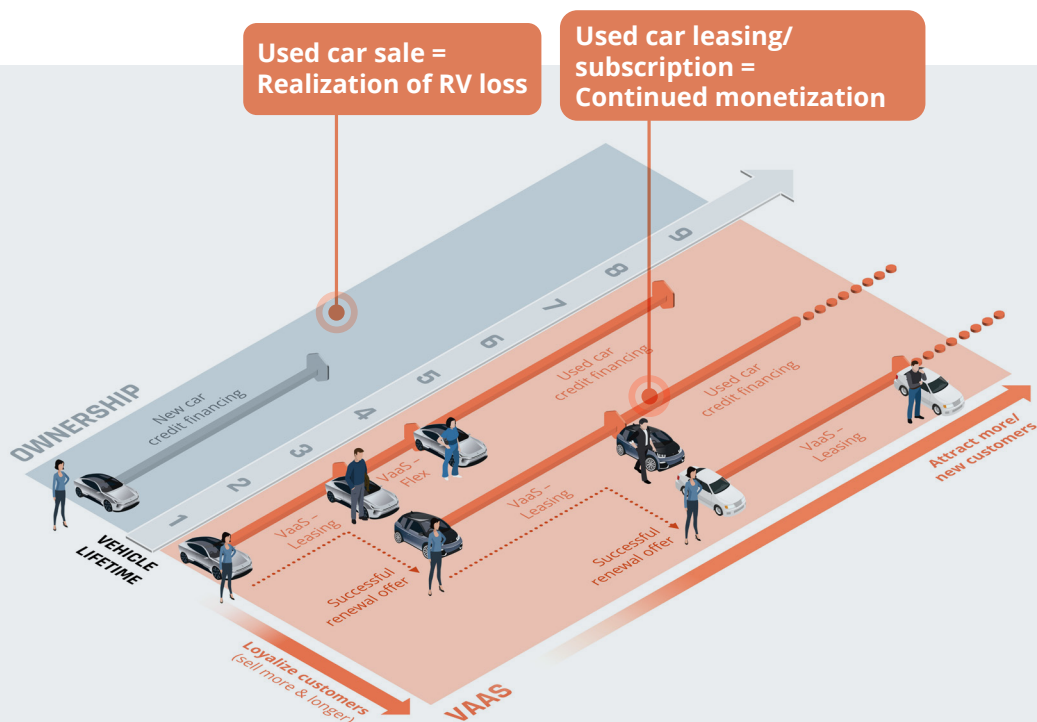 Used car sale =
Realization of RV loss
Used car leasing/
subscription =
Continued monetization
OWNERSHIP
New car
credit financing
VEHICLE
LIFETIME
1
2
3
4
5
6
7
8
9
VaaS –
Leasing
VaaS –
Flex
Used car
credit financing
VaaS –
Leasing
Used car
credit financing
VaaS –
Leasing
Successful
renewal offer
Successful
renewal offer
Loyalize customers
(sell more & longer)
VAAS
Attract more/
new customers